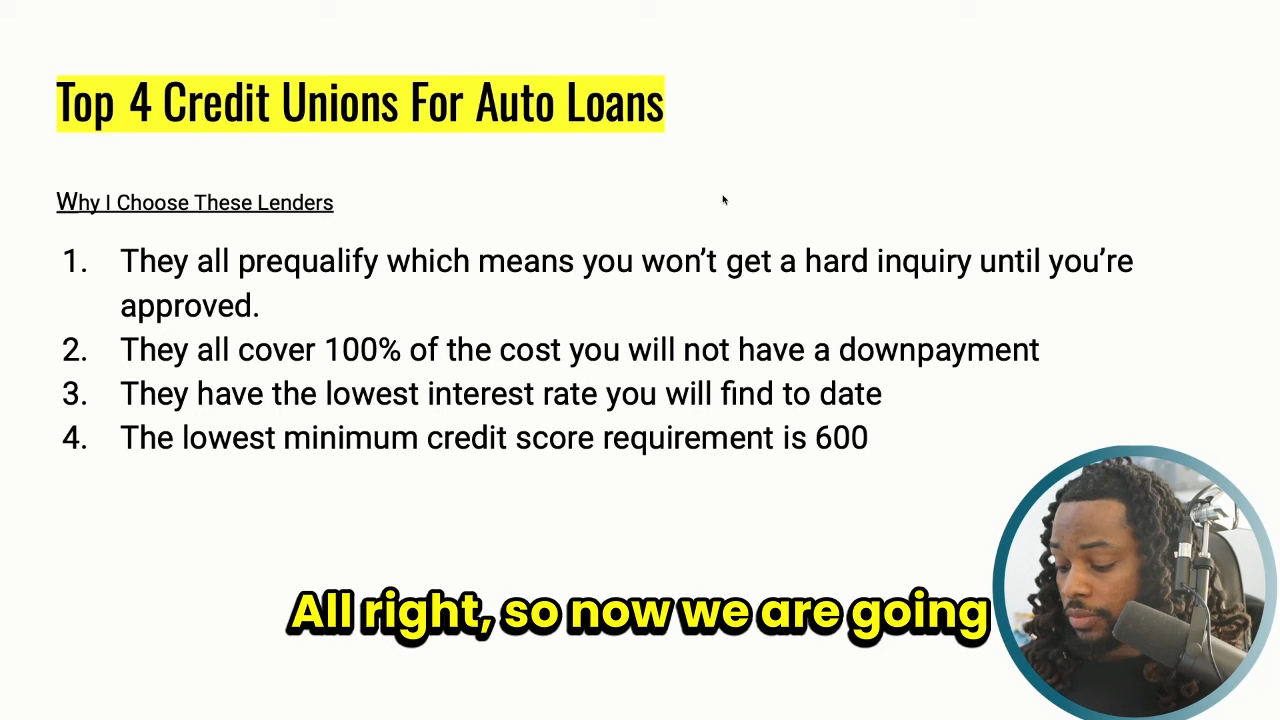 Top 4 Credit Unions For Auto Loans
Why I Choose These Lenders
1. They all prequalify which means you won’t get a hard inquiry until you’re
approved.
2. They all cover 100% of the cost you will not have a downpayment
3. They have the lowest interest rate you will find to date
4. The lowest minimum credit score requirement is 600
All right, so now we are going